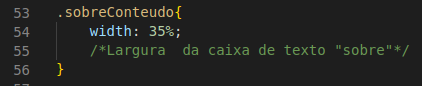 53 .sobreConteudo{
54     width: 35%;
55     /*Largura  da caixa de texto "sobre"*/
56 }